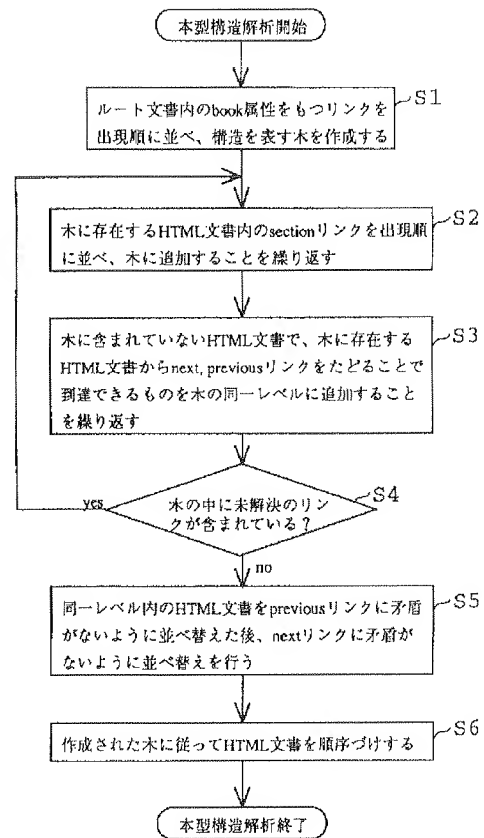 本型構造解析開始
S1
ルート文書内のbook属性をもつリンクを
出現順に並べ、構造を表す木を作成する
S2
木に存在するHTML文書内のsectionリンクを出現順
に並べ、木に追加することを繰り返す
S3
木に含まれていないHTML文書で、木に存在する
HTML文書からnext, previousリンクをたどることで
到達できるものを木の同一レベルに追加すること
を繰り返す
S4
yes
木の中に未解決のリン
クが含まれている？
no
S5
同一レベル内のHTML文書をpreviousリンクに矛盾
がないように並べ替えた後、nextリンクに矛盾が
ないように並べ替えを行う
S6
作成された木に従ってHTML文書を順序づけする
本型構造解析終了